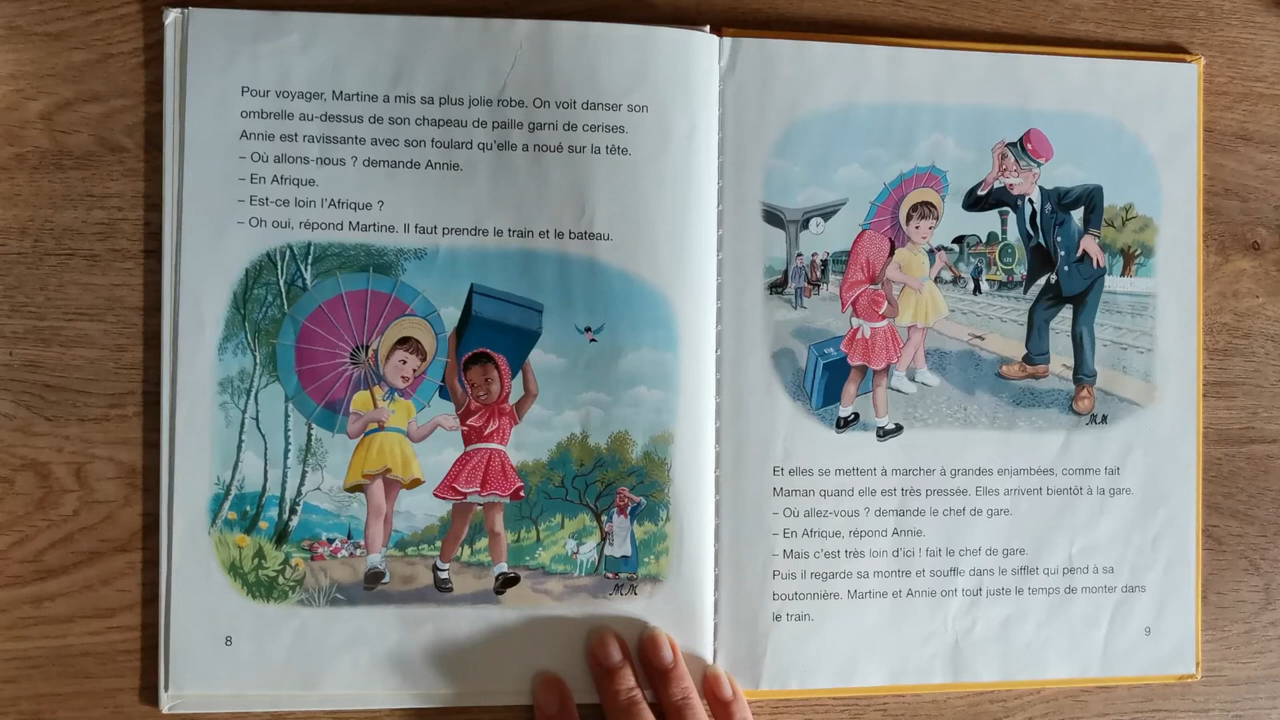 Pour voyager, Martine a mis sa plus jolie robe. On voit danser son
ombrelle au-dessus de son chapeau de paille garni de cerises.
Annie est ravissante avec son foulard qu'elle a noué sur la tête.
– Où allons-nous ? demande Annie.
– En Afrique.
– Est-ce loin l'Afrique ?
– Oh oui, répond Martine. Il faut prendre le train et le bateau.
MM
8
MM
Et elles se mettent à marcher à grandes enjambées, comme fait
Maman quand elle est très pressée. Elles arrivent bientôt à la gare.
– Où allez-vous ? demande le chef de gare.
– En Afrique, répond Annie.
– Mais c'est très loin d'ici ! fait le chef de gare.
Puis il regarde sa montre et souffle dans le sifflet qui pend à sa
boutonnière. Martine et Annie ont tout juste le temps de monter dans
le train.
9